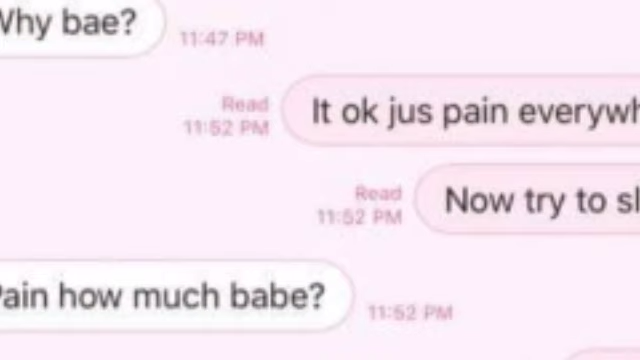 Why bae?
11:47 PM
Read
11:52 PM
It ok jus pain
Now try to
Read
11:52 PM
Pain how much babe?
11:52 PM